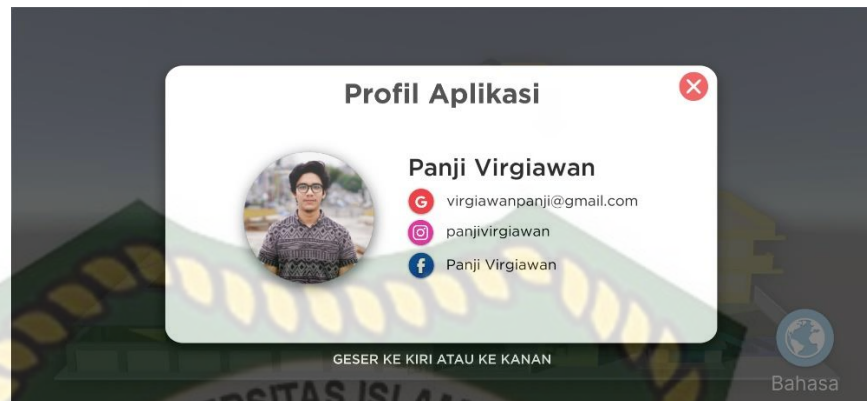 Profil Aplikasi
Panji Virgiawan
virgiawanpanji@gmail.com
panjivirgiawan
Panji Virgiawan
GESER KE KIRI ATAU KE KANAN
Bahasa